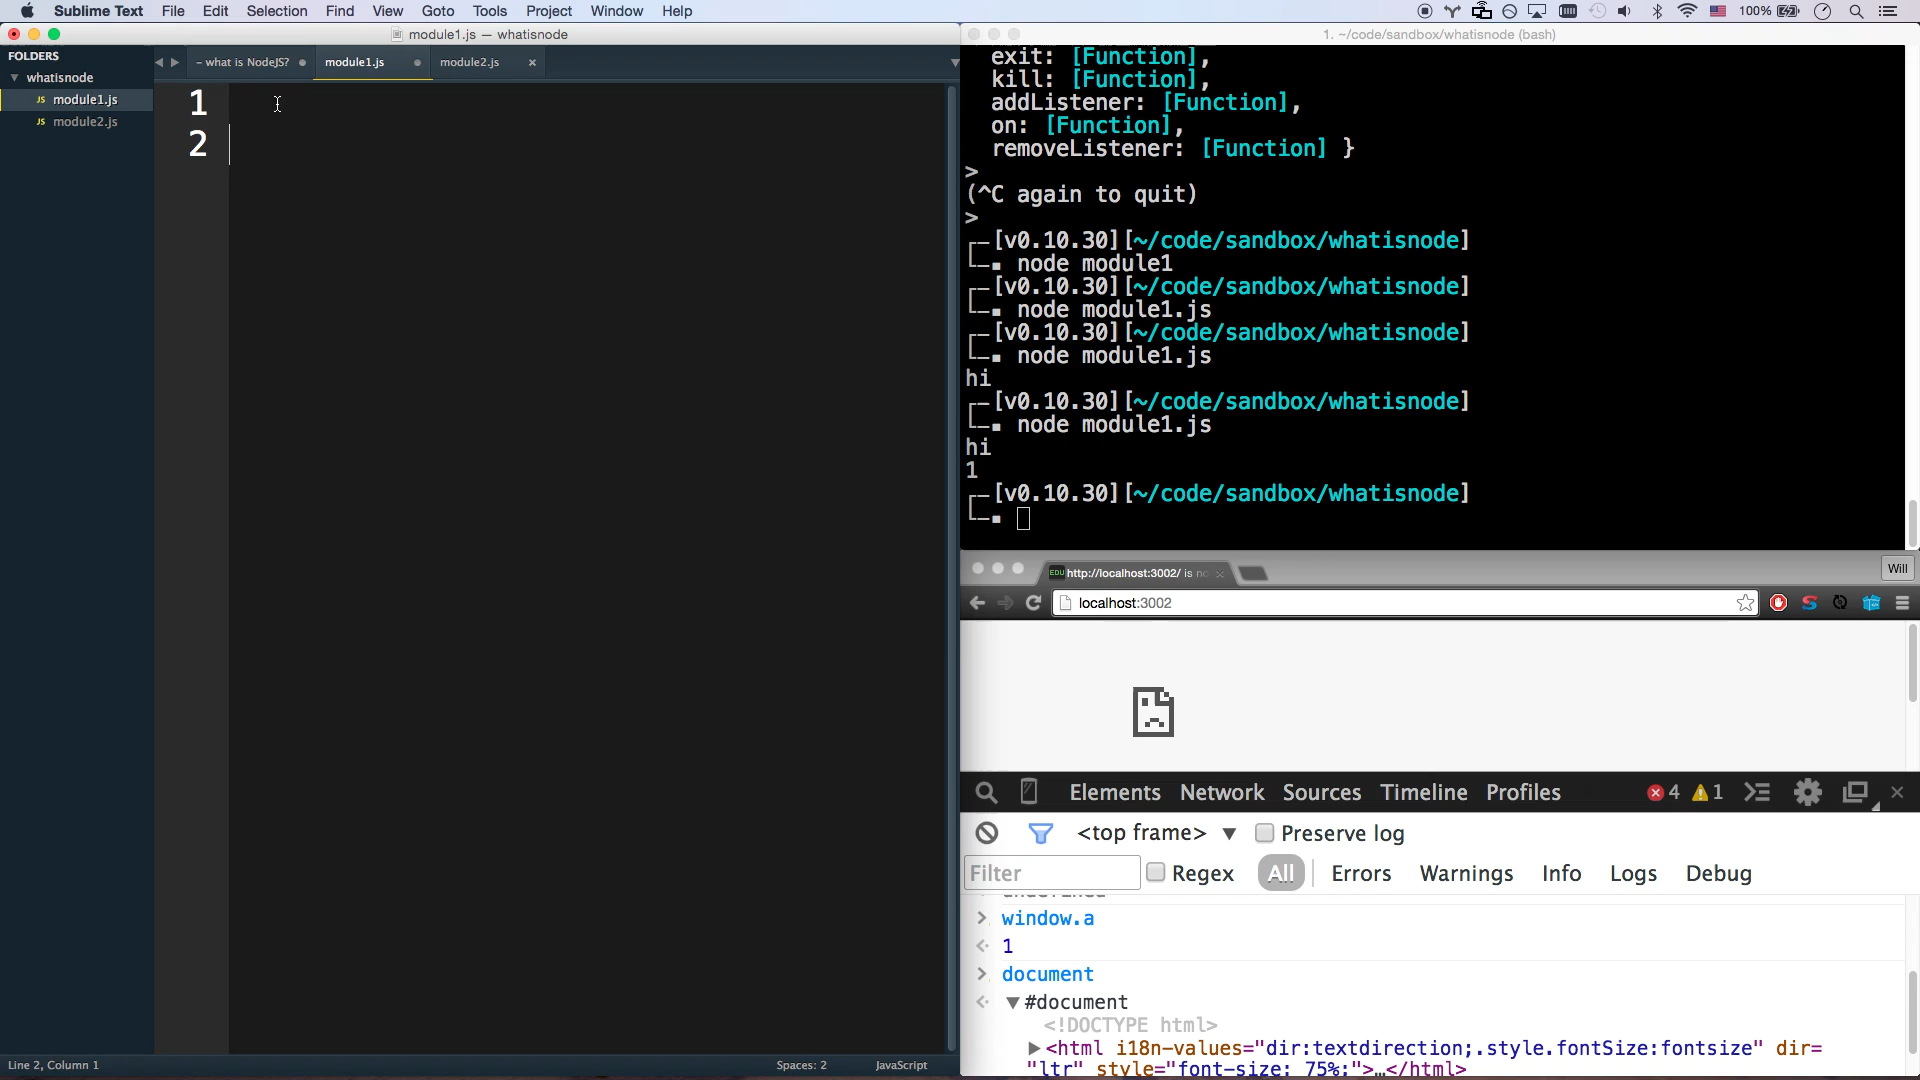 Sublime Text File Edit Selection Find View Goto Tools Project Window Help 100%
module1.js — whatisnode
FOLDERS
whatisnode
JS module1.js
JS module2.js
- what is NodeJS? module1.js module2.js ×
1
2
Line 2, Column 1 Spaces: 2 JavaScript
1. ~/code/sandbox/whatisnode (bash)
exit: [Function],
kill: [Function],
addListener: [Function],
on: [Function],
removeListener: [Function] }
>
(^C again to quit)
>
[v0.10.30][~/code/sandbox/whatisnode]
node module1
[v0.10.30][~/code/sandbox/whatisnode]
node module1.js
[v0.10.30][~/code/sandbox/whatisnode]
node module1.js
hi
[v0.10.30][~/code/sandbox/whatisnode]
node module1.js
hi
1
[v0.10.30][~/code/sandbox/whatisnode]
EDU http://localhost:3002/ is no × Will
localhost:3002
Elements Network Sources Timeline Profiles 4 1
<top frame> ▼ Preserve log
Filter Regex All Errors Warnings Info Logs Debug
undefined
> window.a
1
> document
▼#document
<!DOCTYPE html>
▶<html i18n-values="dir:textdirection;.style.fontSize:fontsize" dir=
"ltr" style="font-size: 75%;">…</html>